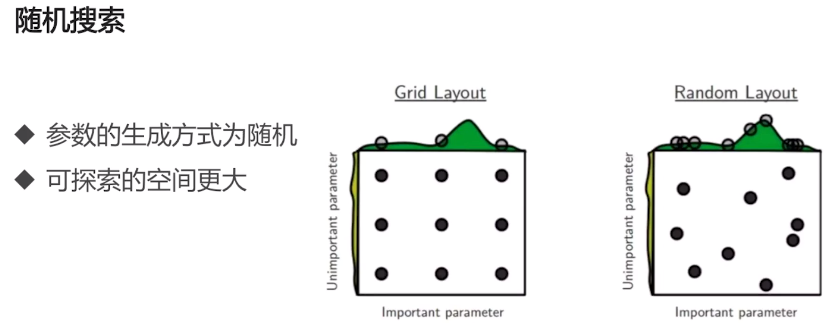 随机搜索
◆ 参数的生成方式为随机
◆ 可探索的空间更大
Grid Layout
Unimportant parameter
Important parameter
Random Layout
Unimportant parameter
Important parameter